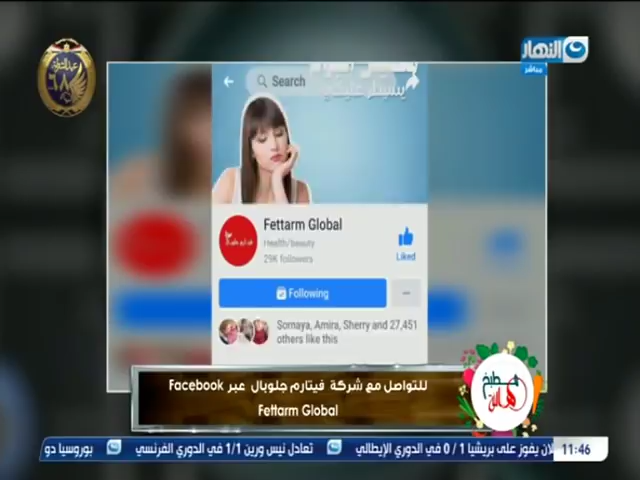 النهار
مباشر
Search
Fettarm Global
Health/beauty
29K followers
Liked
Following
Sornaya, Amira, Sherry and 27,451
others like this
للتواصل مع شركة فيتارم جلوبال عبر Facebook
Fettarm Global
مطبخ
هالة
11:46
لان يفوز على بريشيا 1 / 0 في الدوري الإيطالي
تعادل نيس ورين 1/1 في الدوري الفرنسي
بوروسيا دو